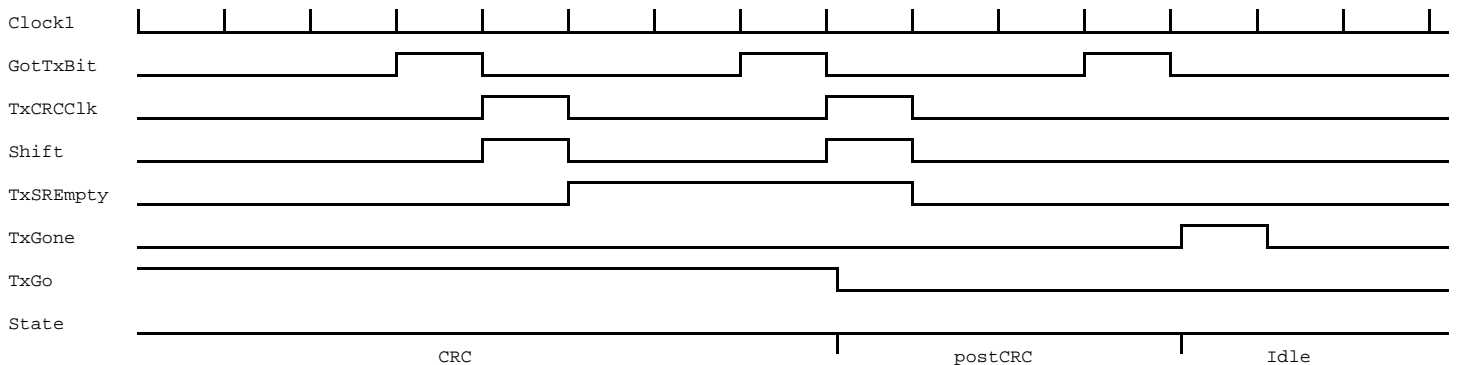 Clock1
GotTxBit
TxCRCClk
Shift
TxSREmpty
TxGone
TxGo
State
CRC postCRC Idle